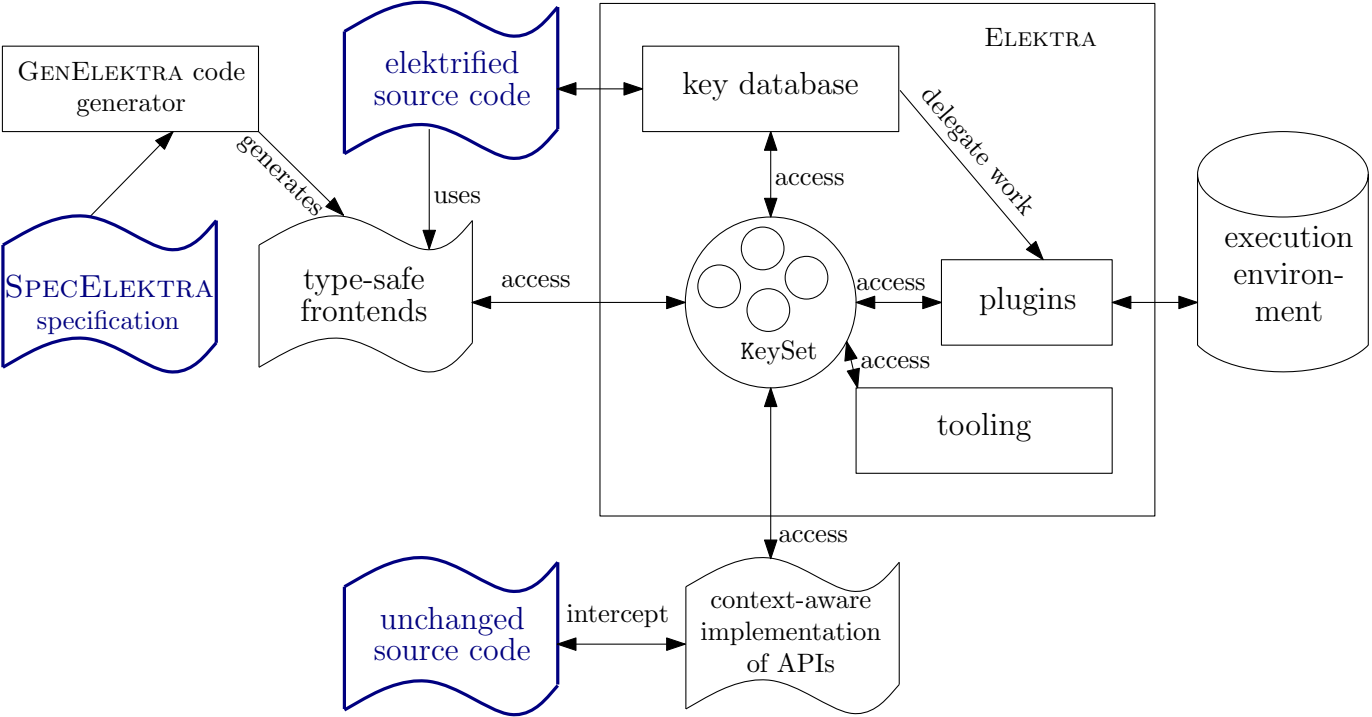 ELEKTRA
GENELEKTRA code
generator
elektrified
source code
key database
delegate work
generates
uses
access
SPECELEKTRA
specification
type-safe
frontends
access
KeySet
access
plugins
execution
environ-
ment
access
tooling
access
unchanged
source code
intercept
context-aware
implementation
of APIs